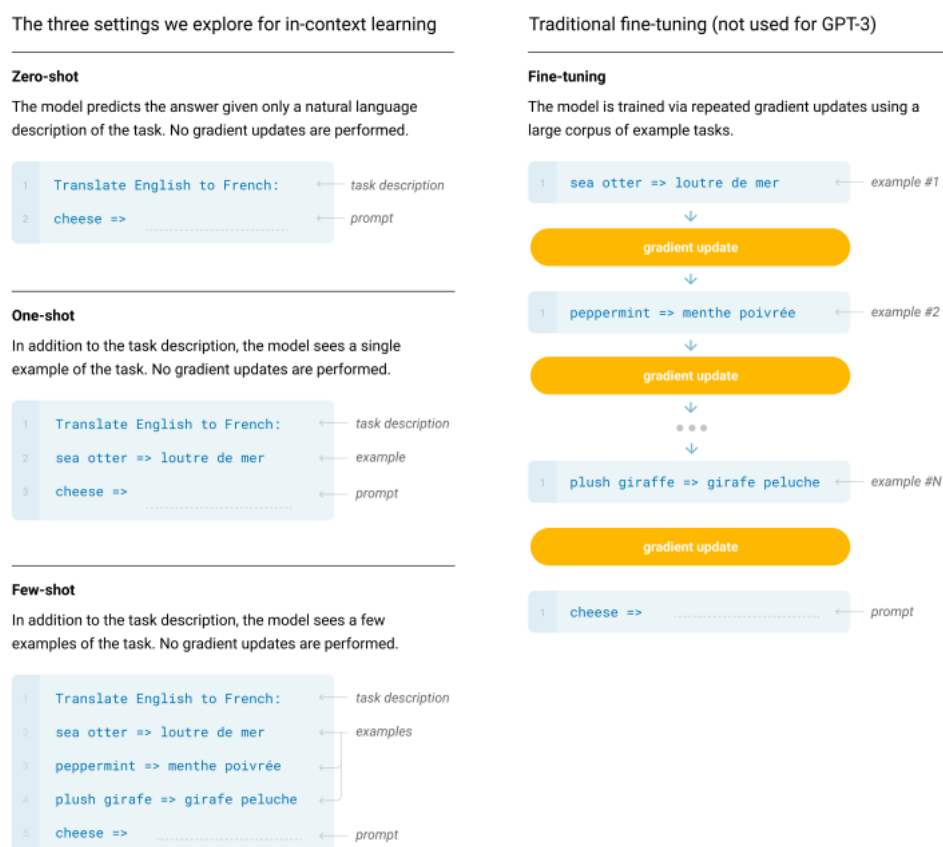 The three settings we explore for in-context learning
Zero-shot
The model predicts the answer given only a natural language
description of the task. No gradient updates are performed.
1 Translate English to French: task description
2 cheese => prompt
One-shot
In addition to the task description, the model sees a single
example of the task. No gradient updates are performed.
1 Translate English to French: task description
2 sea otter => loutre de mer example
3 cheese => prompt
Few-shot
In addition to the task description, the model sees a few
examples of the task. No gradient updates are performed.
1 Translate English to French: task description
2 sea otter => loutre de mer examples
3 peppermint => menthe poivrée
4 plush girafe => girafe peluche
5 cheese => prompt
Traditional fine-tuning (not used for GPT-3)
Fine-tuning
The model is trained via repeated gradient updates using a
large corpus of example tasks.
1 sea otter => loutre de mer example #1
gradient update
1 peppermint => menthe poivrée example #2
gradient update
1 plush giraffe => girafe peluche example #N
gradient update
1 cheese => prompt